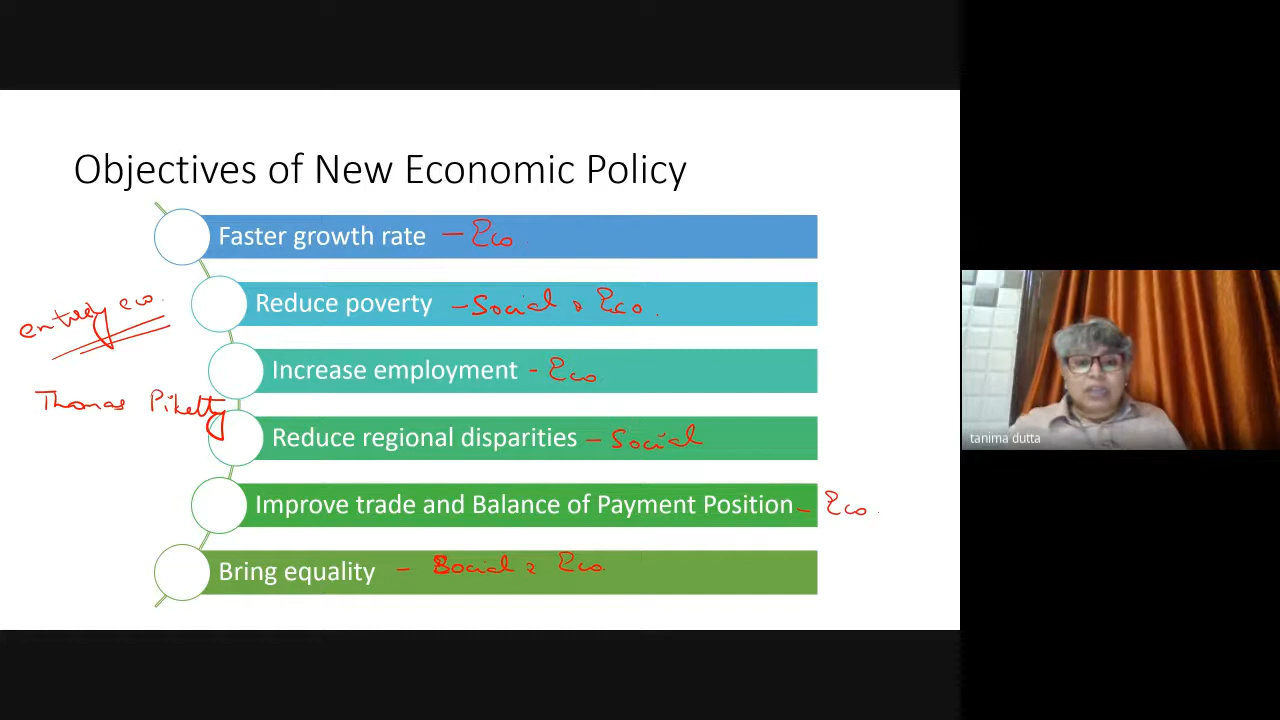 Objectives of New Economic Policy
Faster growth rate - Eco.
Reduce poverty - Social & Eco.
entirely eco.
Increase employment - Eco
Thomas Piketty
Reduce regional disparities - Social
Improve trade and Balance of Payment Position - Eco.
Bring equality - Social & Eco.
tanima dutta